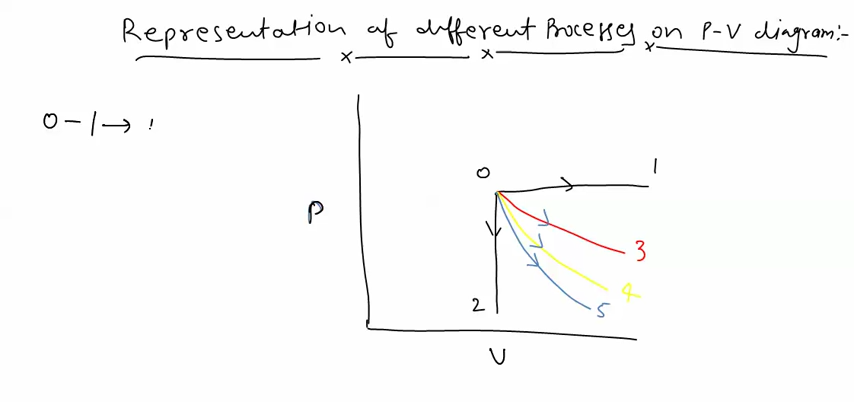 Representation of different Processes on P-V diagram:-
0-1→
0
1
P
3
4
2
5
V